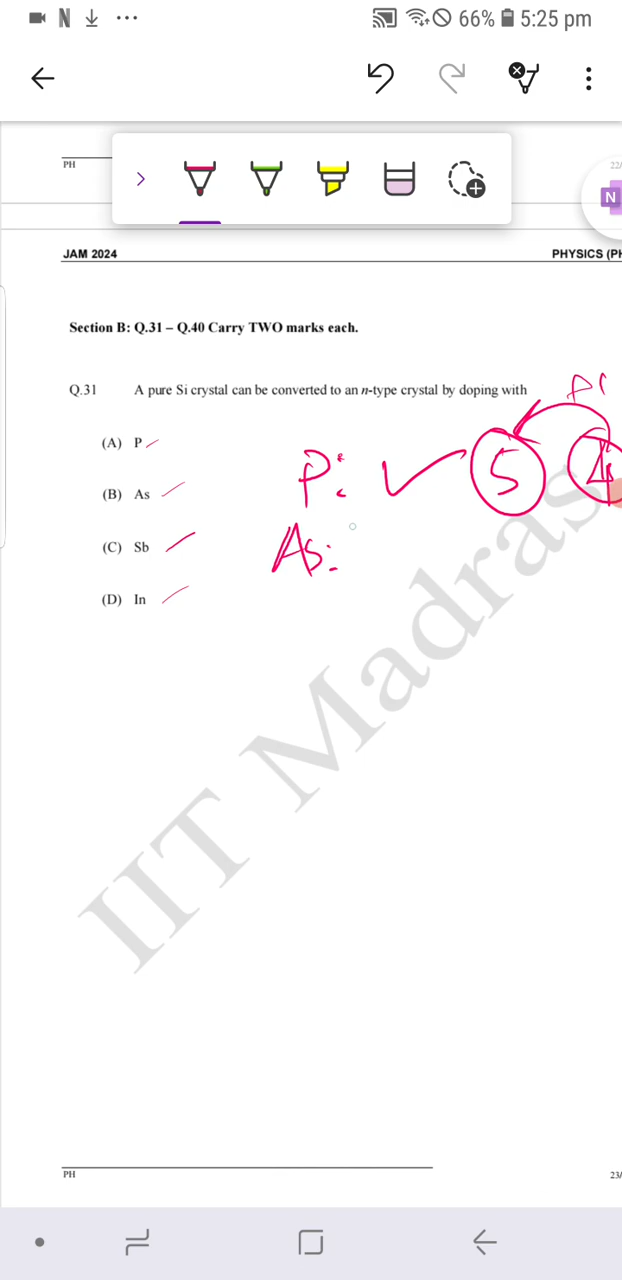 N 66% 5:25 pm
PH 22/
N
JAM 2024 PHYSICS (PH
Section B: Q.31 – Q.40 Carry TWO marks each.
Q.31 A pure Si crystal can be converted to an n-type crystal by doping with
(A) P
(B) As
(C) Sb
(D) In
P: 5 4
As:
IIT Madras
PH 23/